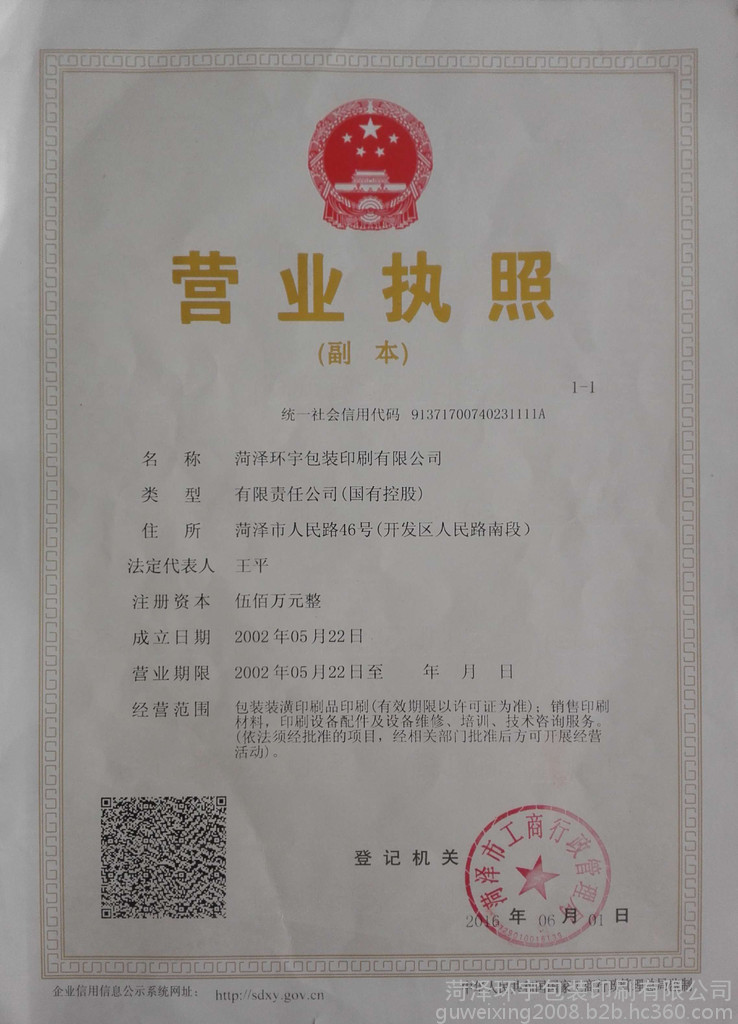 营业执照
(副 本)
1-1
统一社会信用代码 91371700740231111A
名 称 菏泽环宇包装印刷有限公司
类 型 有限责任公司(国有控股)
住 所 菏泽市人民路46号(开发区人民路南段)
法定代表人 王平
注册资本 伍佰万元整
成立日期 2002年05月22日
营业期限 2002年05月22日至 年 月 日
经营范围 包装装潢印刷品印刷(有效期限以许可证为准);销售印刷
材料,印刷设备配件及设备维修、培训、技术咨询服务。
(依法须经批准的项目,经相关部门批准后方可开展经营
活动)。
菏泽市工商行政管理局
登记机关
2016年06月01日
企业信用信息公示系统网址: http://sdxy.gov.cn
菏泽环宇包装印刷有限公司
guweixing2008.b2b.hc360.com